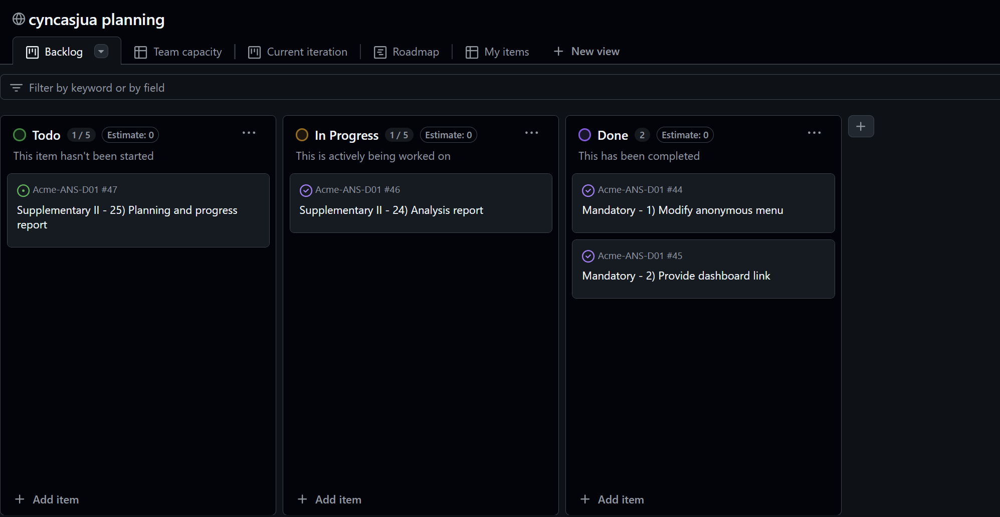 cyncasjua planning
Backlog
Team capacity
Current iteration
Roadmap
My items
New view
Filter by keyword or by field
Todo 1 / 5 Estimate: 0
This item hasn't been started
Acme-ANS-D01 #47
Supplementary II - 25) Planning and progress
report
Add item
In Progress 1 / 5 Estimate: 0
This is actively being worked on
Acme-ANS-D01 #46
Supplementary II - 24) Analysis report
Add item
Done 2 Estimate: 0
This has been completed
Acme-ANS-D01 #44
Mandatory - 1) Modify anonymous menu
Acme-ANS-D01 #45
Mandatory - 2) Provide dashboard link
Add item